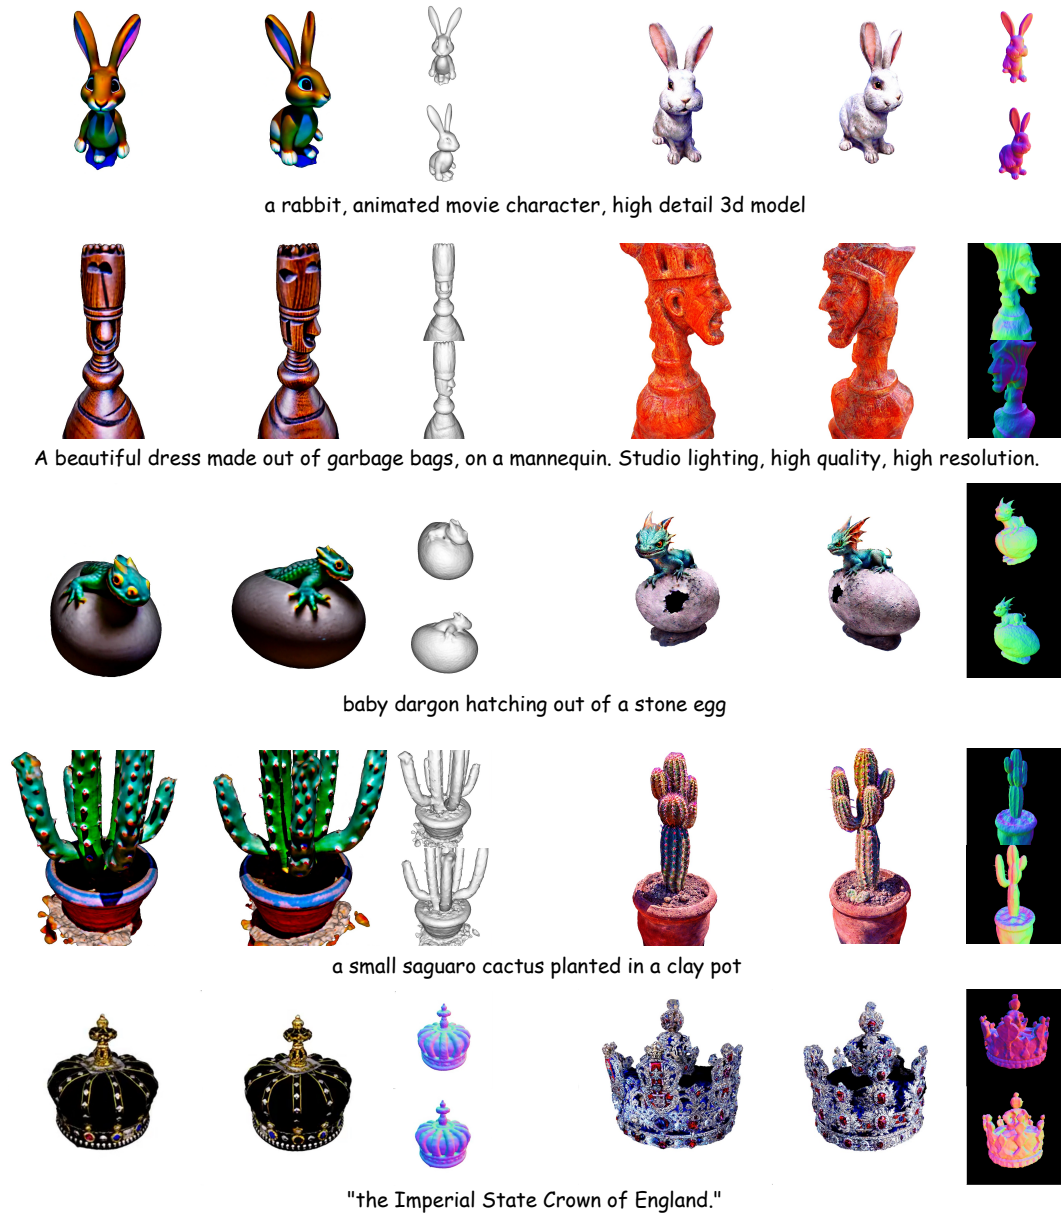 a rabbit, animated movie character, high detail 3d model
A beautiful dress made out of garbage bags, on a mannequin. Studio lighting, high quality, high resolution.
baby dargon hatching out of a stone egg
a small saguaro cactus planted in a clay pot
"the Imperial State Crown of England."